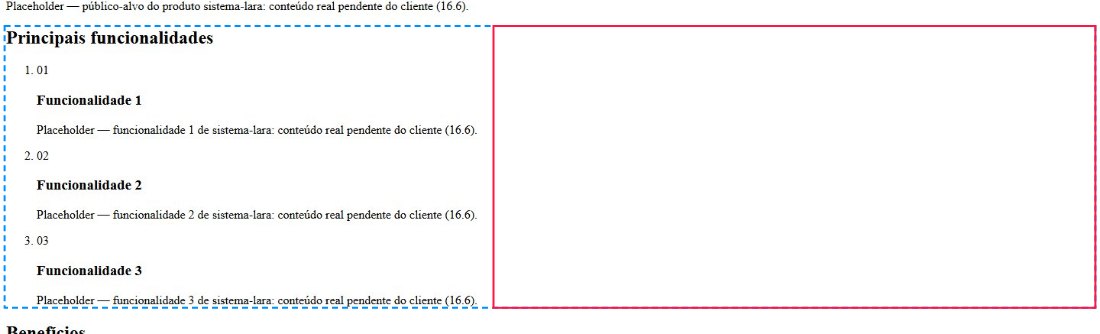 Placeholder — público-alvo do produto sistema-lara: conteúdo real pendente do cliente (16.6).
Principais funcionalidades
1. 01
Funcionalidade 1
Placeholder — funcionalidade 1 de sistema-lara: conteúdo real pendente do cliente (16.6).
2. 02
Funcionalidade 2
Placeholder — funcionalidade 2 de sistema-lara: conteúdo real pendente do cliente (16.6).
3. 03
Funcionalidade 3
Placeholder — funcionalidade 3 de sistema-lara: conteúdo real pendente do cliente (16.6).
Benefícios